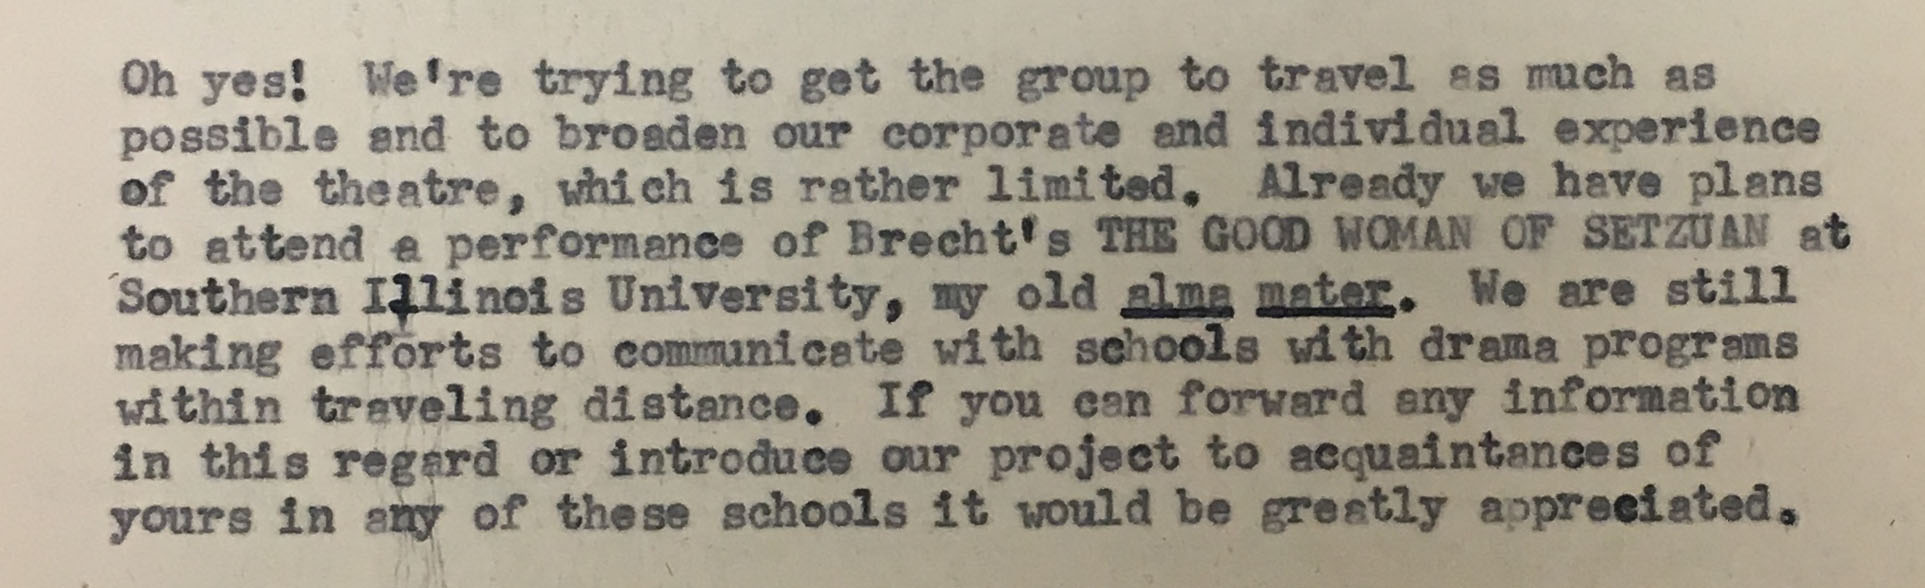 Oh yes!  We're trying to get the group to travel as much as
possible and to broaden our corporate and individual experience
of the theatre, which is rather limited.  Already we have plans
to attend a performance of Brecht's THE GOOD WOMAN OF SETZUAN at
Southern Illinois University, my old alma mater.  We are still
making efforts to communicate with schools with drama programs
within traveling distance.  If you can forward any information
in this regard or introduce our project to acquaintances of
yours in any of these schools it would be greatly appreciated.